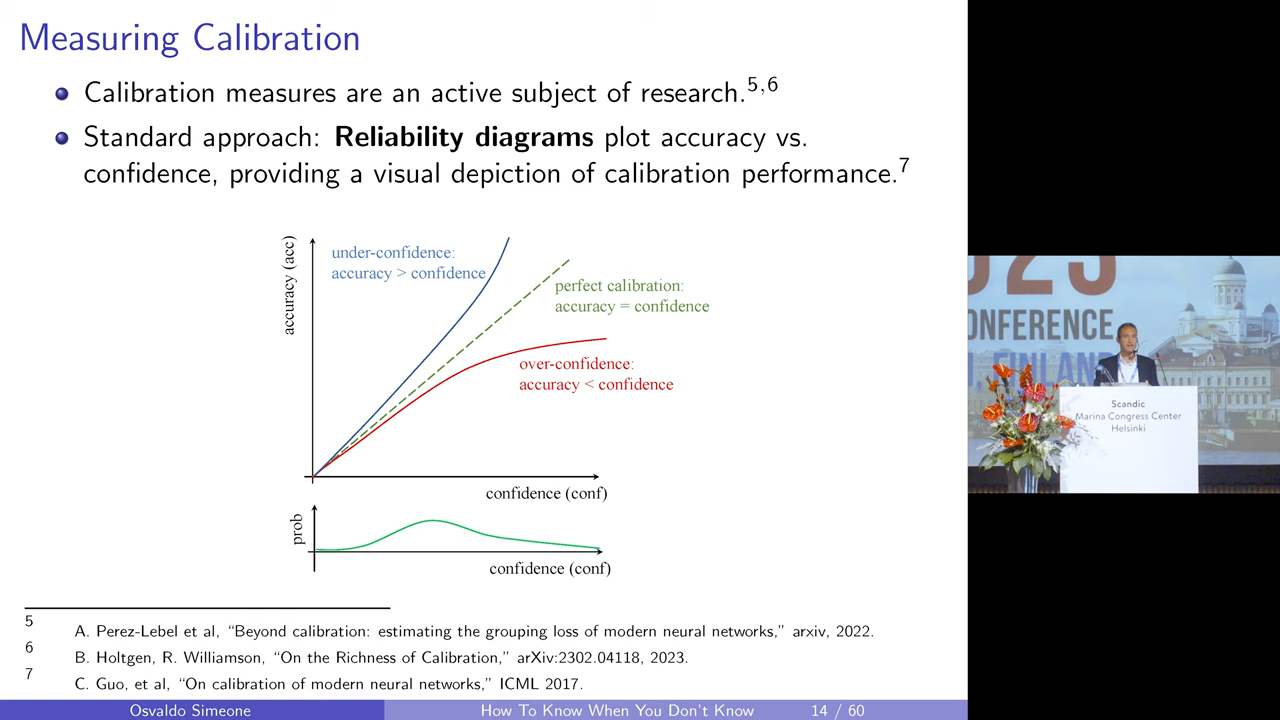 Measuring Calibration
Calibration measures are an active subject of research.5,6
Standard approach: Reliability diagrams plot accuracy vs.
confidence, providing a visual depiction of calibration performance.7
accuracy (acc)
under-confidence:
accuracy > confidence
perfect calibration:
accuracy = confidence
over-confidence:
accuracy < confidence
confidence (conf)
prob
confidence (conf)
5 A. Perez-Lebel et al, “Beyond calibration: estimating the grouping loss of modern neural networks,” arxiv, 2022.
6 B. Holtgen, R. Williamson, “On the Richness of Calibration,” arXiv:2302.04118, 2023.
7 C. Guo, et al, “On calibration of modern neural networks,” ICML 2017.
Osvaldo Simeone
How To Know When You Don't Know
14 / 60
ONFERENCE
FINLAND
Scandic
Marina Congress Center
Helsinki